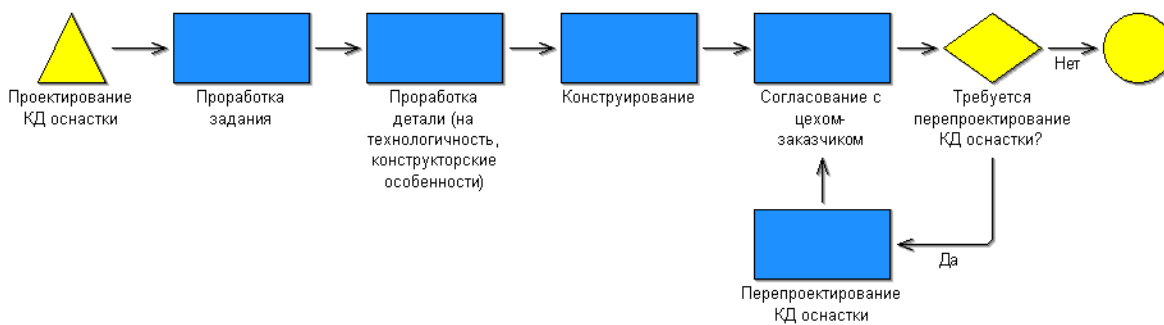 Проектирование
КД оснастки
Проработка
задания
Проработка
детали (на
технологичность,
конструкторские
особенности)
Конструирование
Согласование с
цехом-
заказчиком
Требуется
перепроектирование
КД оснастки?
Нет
Да
Перепроектирование
КД оснастки